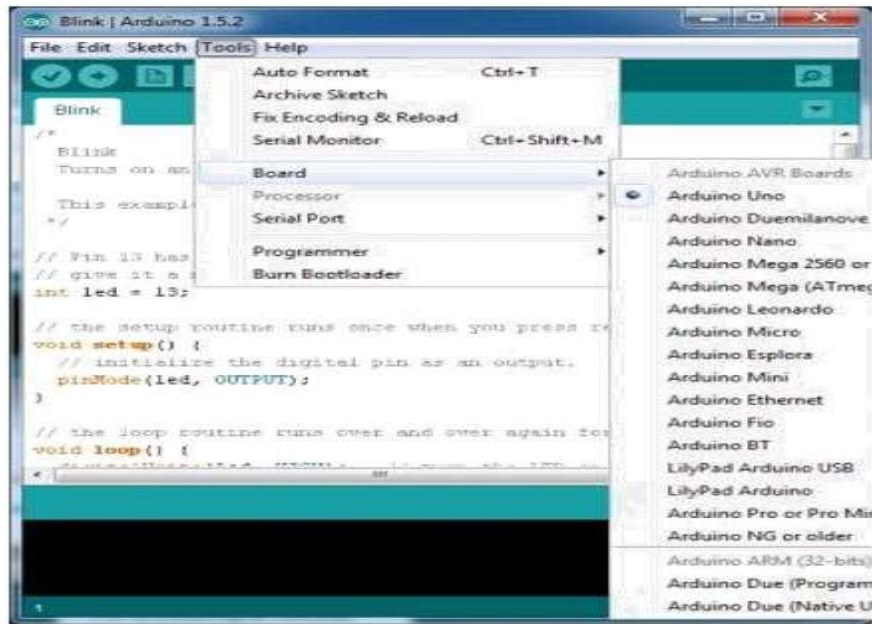 Blink | Arduino 1.5.2
File Edit Sketch Tools Help
Blink
/*
Blink
Turns on an
This exampl
*/
// Pin 13 has
// give it a
int led = 13;
// the setup routine runs once when you press re
void setup() {
// initialize the digital pin as an output.
pinMode(led, OUTPUT);
}
// the loop routine runs over and over again for
void loop() {
Auto Format Ctrl+T
Archive Sketch
Fix Encoding & Reload
Serial Monitor Ctrl+Shift+M
Board
Processor
Serial Port
Programmer
Burn Bootloader
Arduino AVR Boards
Arduino Uno
Arduino Duemilanove
Arduino Nano
Arduino Mega 2560 or
Arduino Mega (ATmeg
Arduino Leonardo
Arduino Micro
Arduino Esplora
Arduino Mini
Arduino Ethernet
Arduino Fio
Arduino BT
LilyPad Arduino USB
LilyPad Arduino
Arduino Pro or Pro Mi
Arduino NG or older
Arduino ARM (32-bits)
Arduino Due (Program
Arduino Due (Native U
1